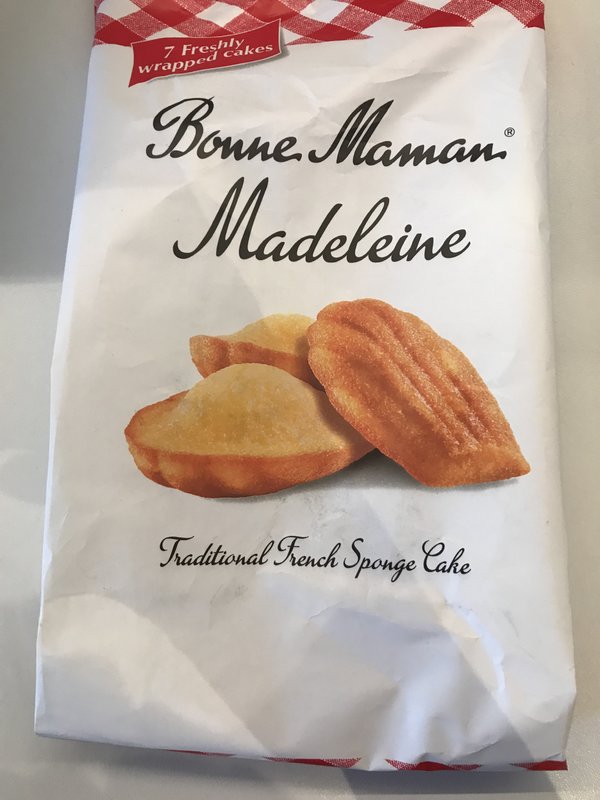 7 Freshly
wrapped cakes
Bonne Maman®
Madeleine
Traditional French Sponge Cake